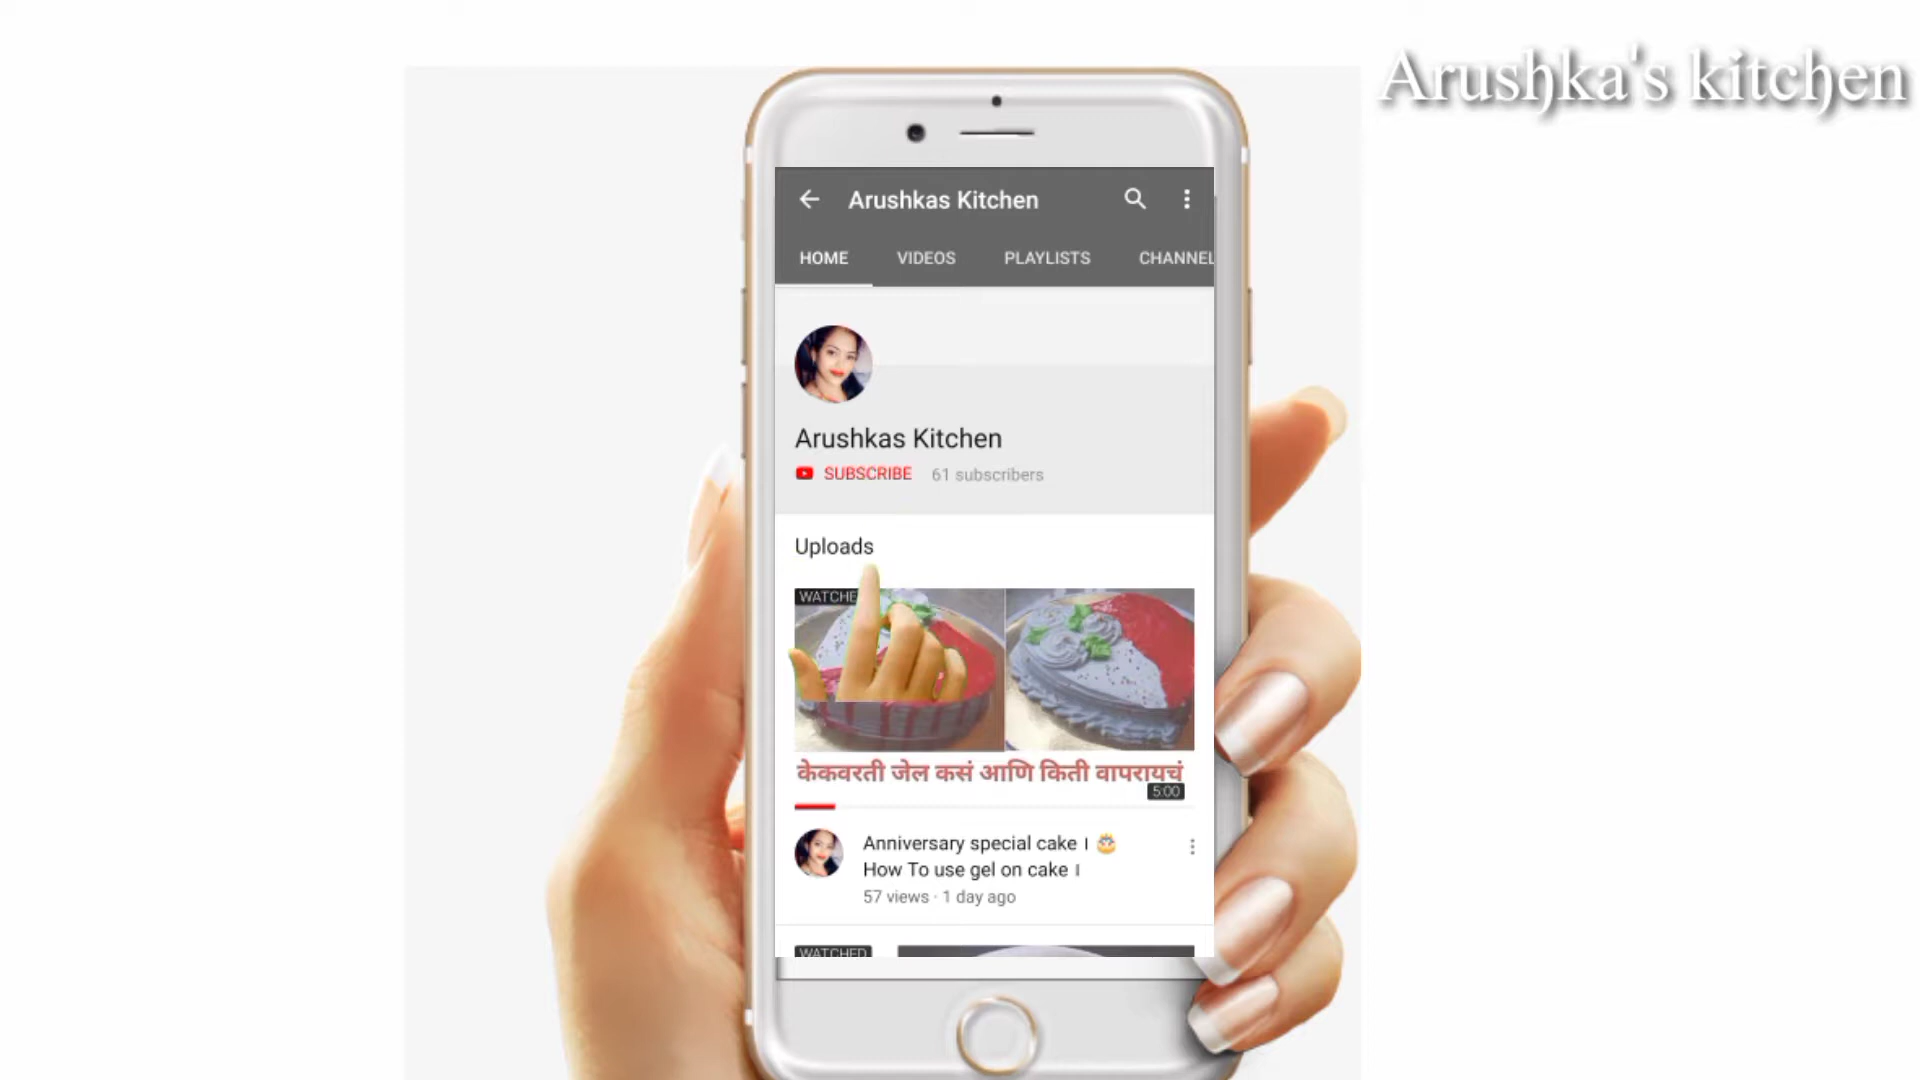 Arushka's kitchen
Arushkas Kitchen
HOME VIDEOS PLAYLISTS CHANNEL
Arushkas Kitchen
SUBSCRIBE 61 subscribers
Uploads
WATCHE
केकवरती जेल कसं आणि किती वापरायचं
5:00
Anniversary special cake । 🎂
How To use gel on cake ।
57 views · 1 day ago
WATCHED